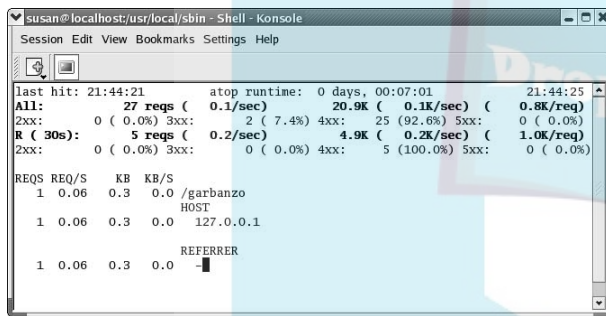 susan@localhost:/usr/local/sbin - Shell - Konsole
Session Edit View Bookmarks Settings Help
last hit: 21:44:21 atop runtime: 0 days, 00:07:01 21:44:25
All: 27 reqs ( 0.1/sec) 20.9K ( 0.1K/sec) ( 0.8K/req)
2xx: 0 ( 0.0%) 3xx: 2 ( 7.4%) 4xx: 25 (92.6%) 5xx: 0 ( 0.0%)
R ( 30s): 5 reqs ( 0.2/sec) 4.9K ( 0.2K/sec) ( 1.0K/req)
2xx: 0 ( 0.0%) 3xx: 0 ( 0.0%) 4xx: 5 (100.0%) 5xx: 0 ( 0.0%)
REQS REQ/S KB KB/S
1 0.06 0.3 0.0 /garbanzo
HOST
1 0.06 0.3 0.0 127.0.0.1
REFERRER
1 0.06 0.3 0.0 -